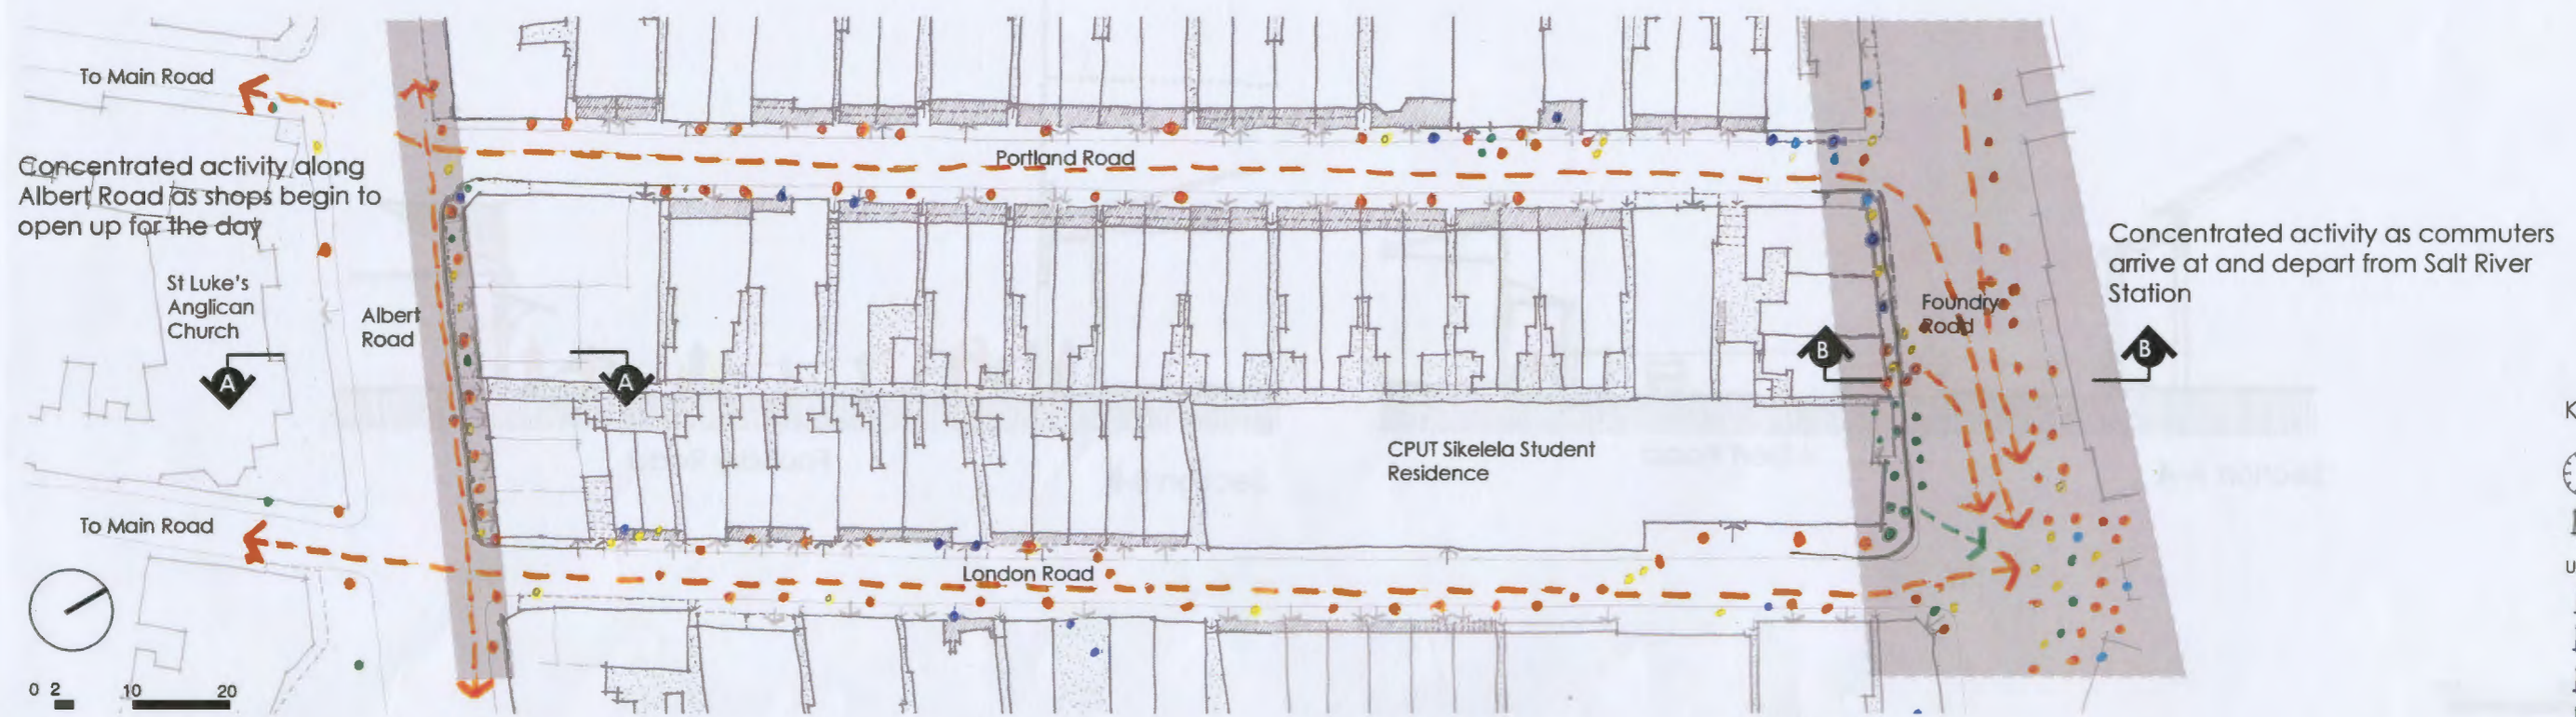 To Main Road
Concentrated activity along
Albert Road as shops begin to
open up for the day
St Luke's
Anglican
Church
Albert
Road
A
A
To Main Road
0 2 10 20
Portland Road
CPUT Sikelela Student
Residence
London Road
B
Foundry
Road
B
Concentrated activity as commuters
arrive at and depart from Salt River
Station
K